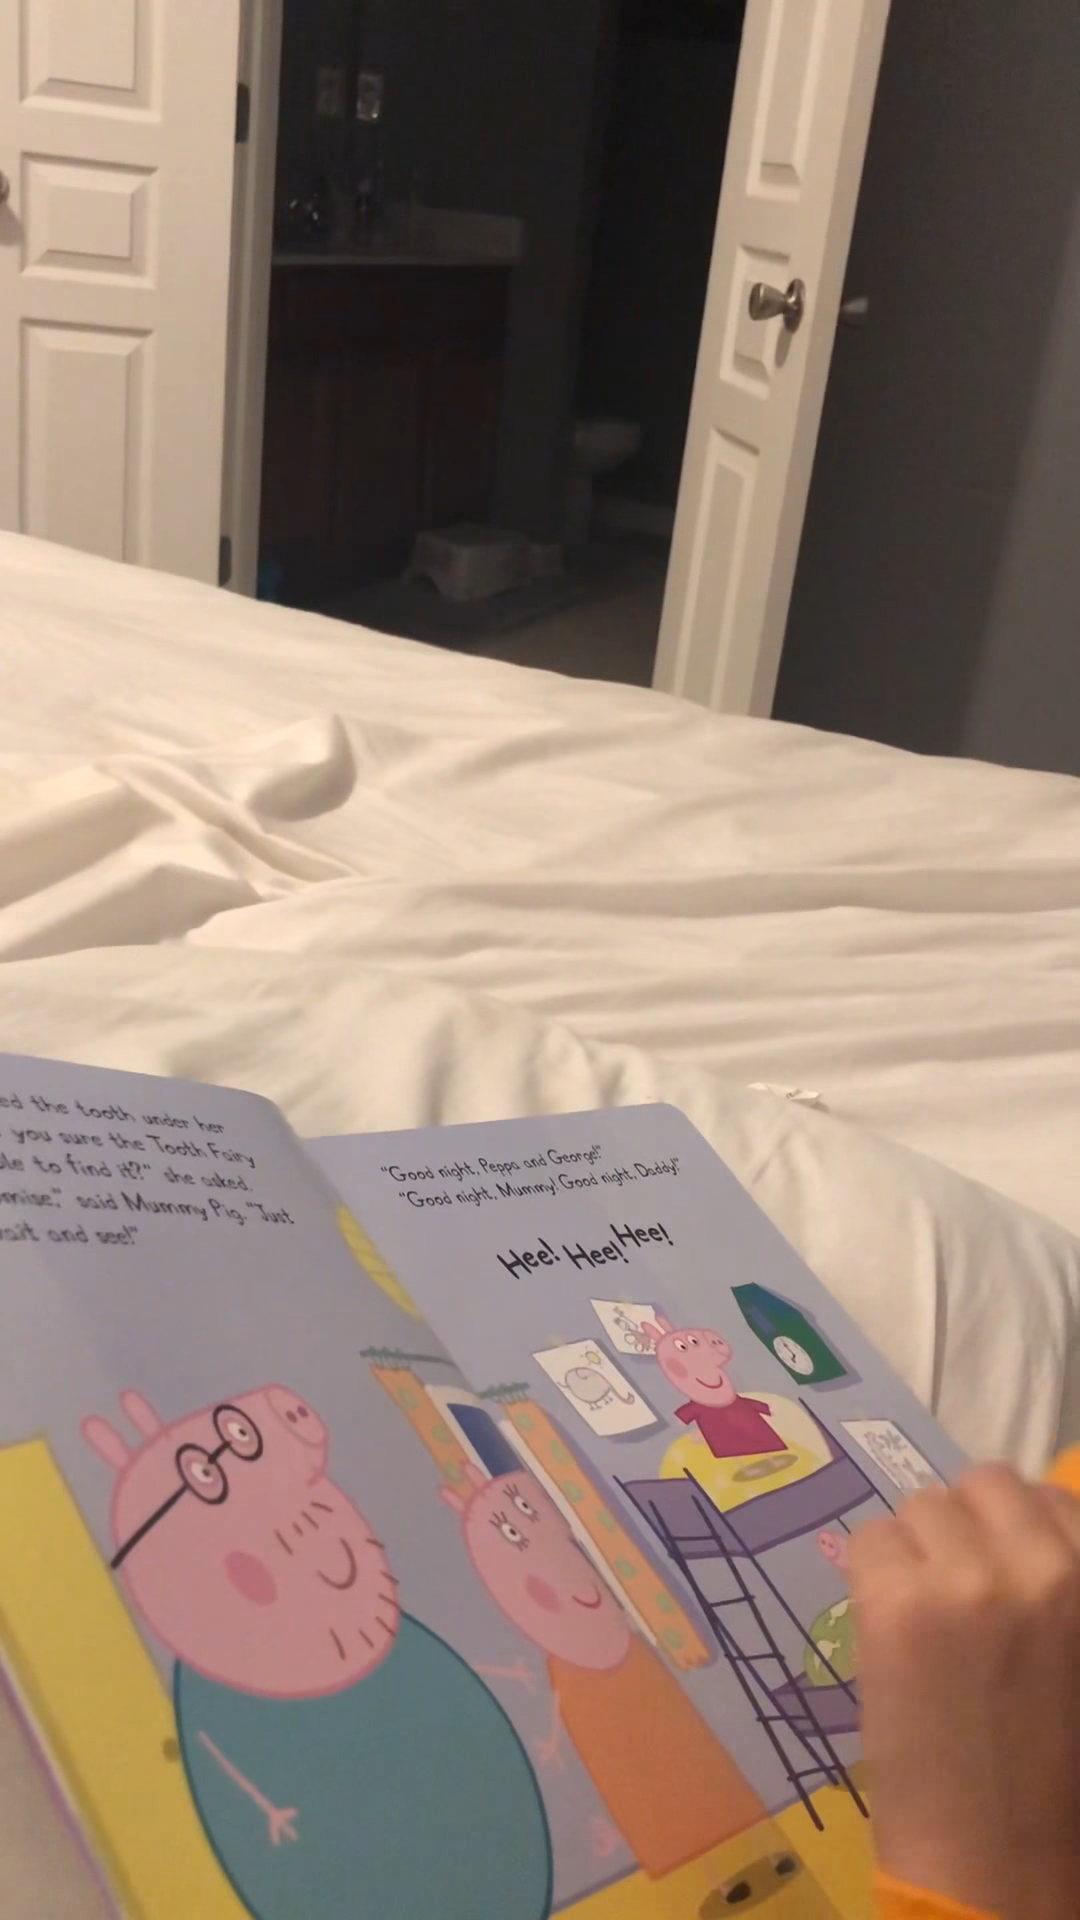 the tooth under her
you sure the Tooth Fairy
to find it?" she asked.
said Mummy Pig. "Just
and see!"
"Good night, Peppa and George!"
"Good night, Mummy! Good night, Daddy!"
Hee! Hee! Hee!